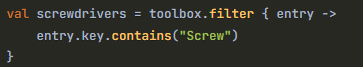 val screwdrivers = toolbox.filter { entry ->
    entry.key.contains("Screw")
}